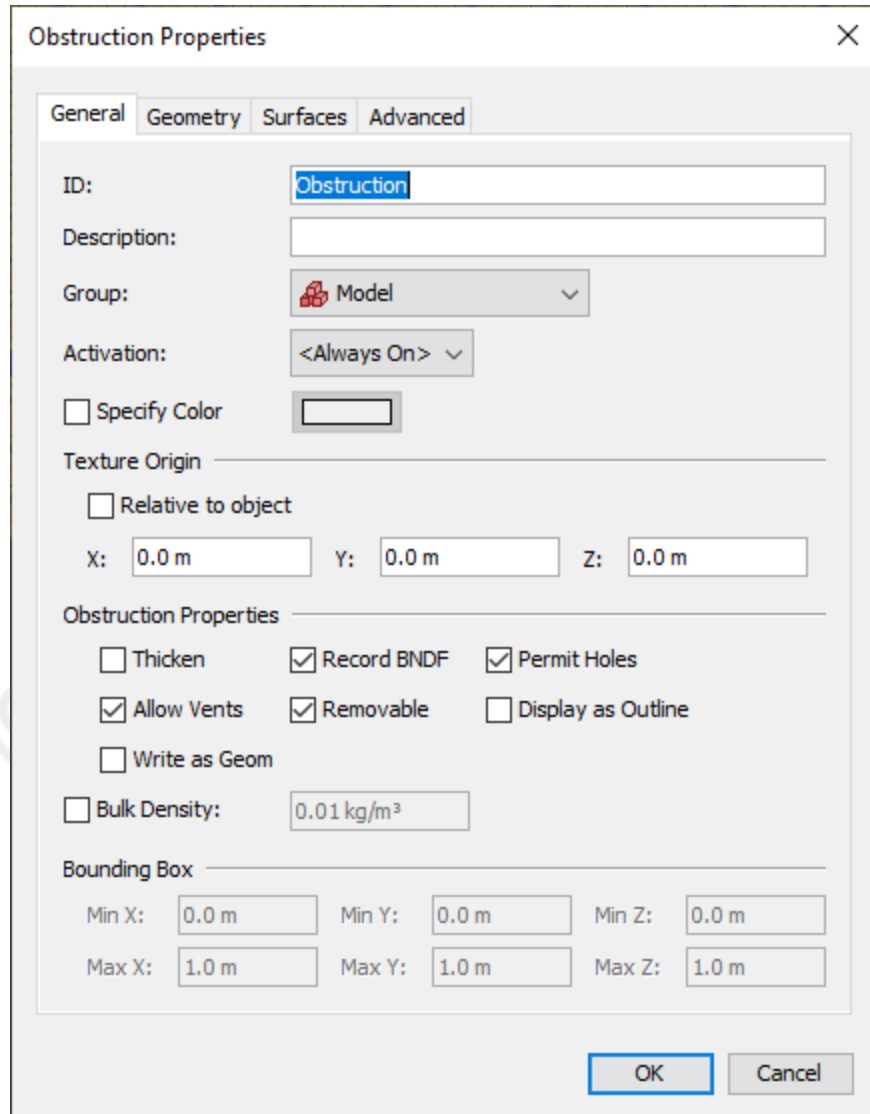 Obstruction Properties
General Geometry Surfaces Advanced
ID: Obstruction
Description:
Group: Model
Activation: <Always On>
Specify Color
Texture Origin
Relative to object
X: 0.0 m Y: 0.0 m Z: 0.0 m
Obstruction Properties
Thicken Record BNDF Permit Holes
Allow Vents Removable Display as Outline
Write as Geom
Bulk Density: 0.01 kg/m³
Bounding Box
Min X: 0.0 m Min Y: 0.0 m Min Z: 0.0 m
Max X: 1.0 m Max Y: 1.0 m Max Z: 1.0 m
OK Cancel